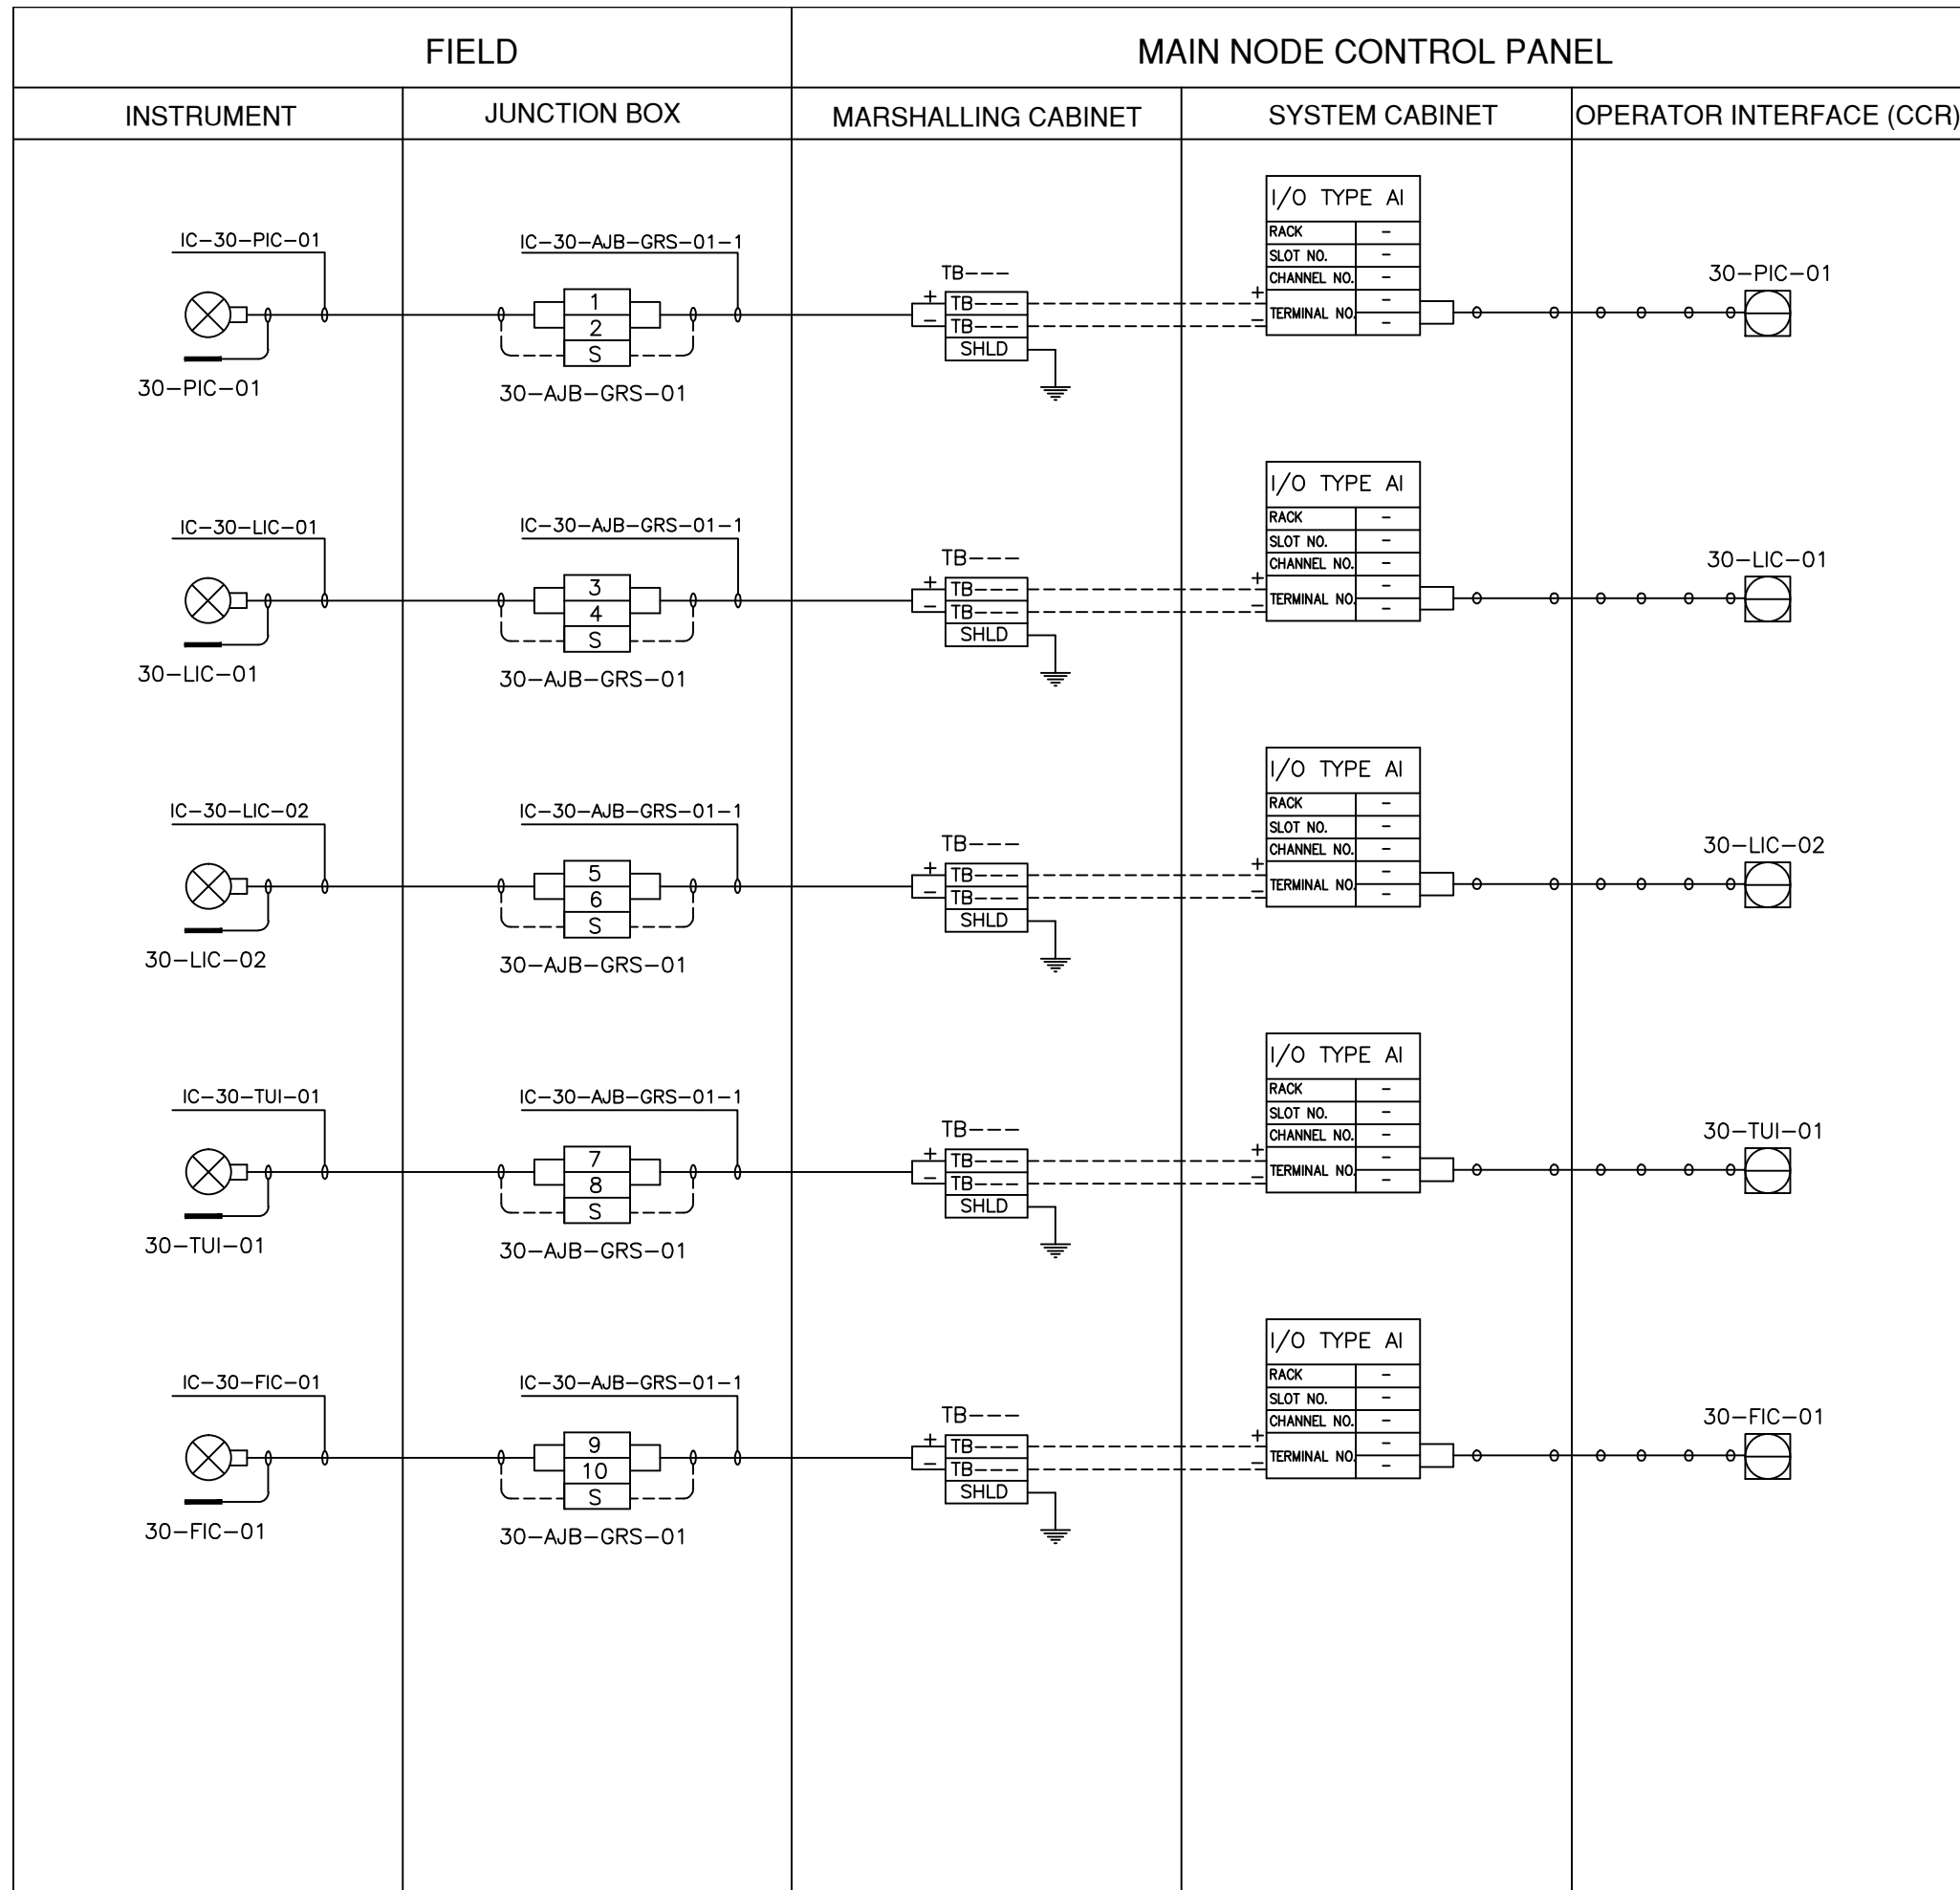 FIELD
MAIN NODE CONTROL PANEL
INSTRUMENT
JUNCTION BOX
MARSHALLING CABINET
SYSTEM CABINET
OPERATOR INTERFACE (CCR)
IC-30-PIC-01
30-PIC-01
IC-30-AJB-GRS-01-1
1
2
S
30-AJB-GRS-01
TB---
+ TB----
- TB----
SHLD
I/O TYPE AI
RACK -
SLOT NO. -
CHANNEL NO. -
+
TERMINAL NO. -
- -
30-PIC-01
IC-30-LIC-01
30-LIC-01
IC-30-AJB-GRS-01-1
3
4
S
30-AJB-GRS-01
TB---
+ TB----
- TB----
SHLD
I/O TYPE AI
RACK -
SLOT NO. -
CHANNEL NO. -
+
TERMINAL NO. -
- -
30-LIC-01
IC-30-LIC-02
30-LIC-02
IC-30-AJB-GRS-01-1
5
6
S
30-AJB-GRS-01
TB---
+ TB----
- TB----
SHLD
I/O TYPE AI
RACK -
SLOT NO. -
CHANNEL NO. -
+
TERMINAL NO. -
- -
30-LIC-02
IC-30-TUI-01
30-TUI-01
IC-30-AJB-GRS-01-1
7
8
S
30-AJB-GRS-01
TB---
+ TB----
- TB----
SHLD
I/O TYPE AI
RACK -
SLOT NO. -
CHANNEL NO. -
+
TERMINAL NO. -
- -
30-TUI-01
IC-30-FIC-01
30-FIC-01
IC-30-AJB-GRS-01-1
9
10
S
30-AJB-GRS-01
TB---
+ TB----
- TB----
SHLD
I/O TYPE AI
RACK -
SLOT NO. -
CHANNEL NO. -
+
TERMINAL NO. -
- -
30-FIC-01